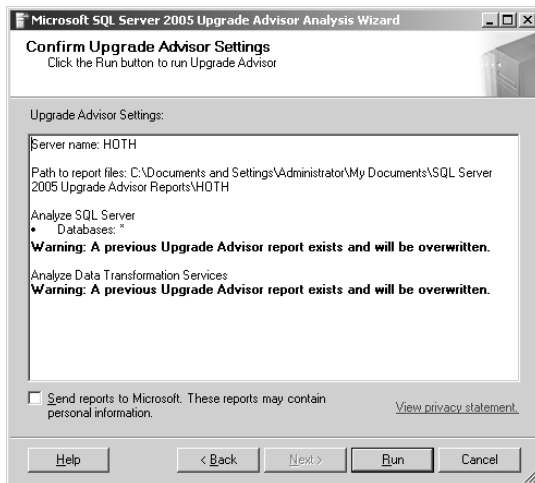 Microsoft SQL Server 2005 Upgrade Advisor Analysis Wizard
Confirm Upgrade Advisor Settings
Click the Run button to run Upgrade Advisor
Upgrade Advisor Settings:
Server name: HOTH
Path to report files: C:\Documents and Settings\Administrator\My Documents\SQL Server
2005 Upgrade Advisor Reports\HOTH
Analyze SQL Server
• Databases: *
Warning: A previous Upgrade Advisor report exists and will be overwritten.
Analyze Data Transformation Services
Warning: A previous Upgrade Advisor report exists and will be overwritten.
Send reports to Microsoft. These reports may contain
personal information.
View privacy statement.
Help
< Back
Next >
Run
Cancel